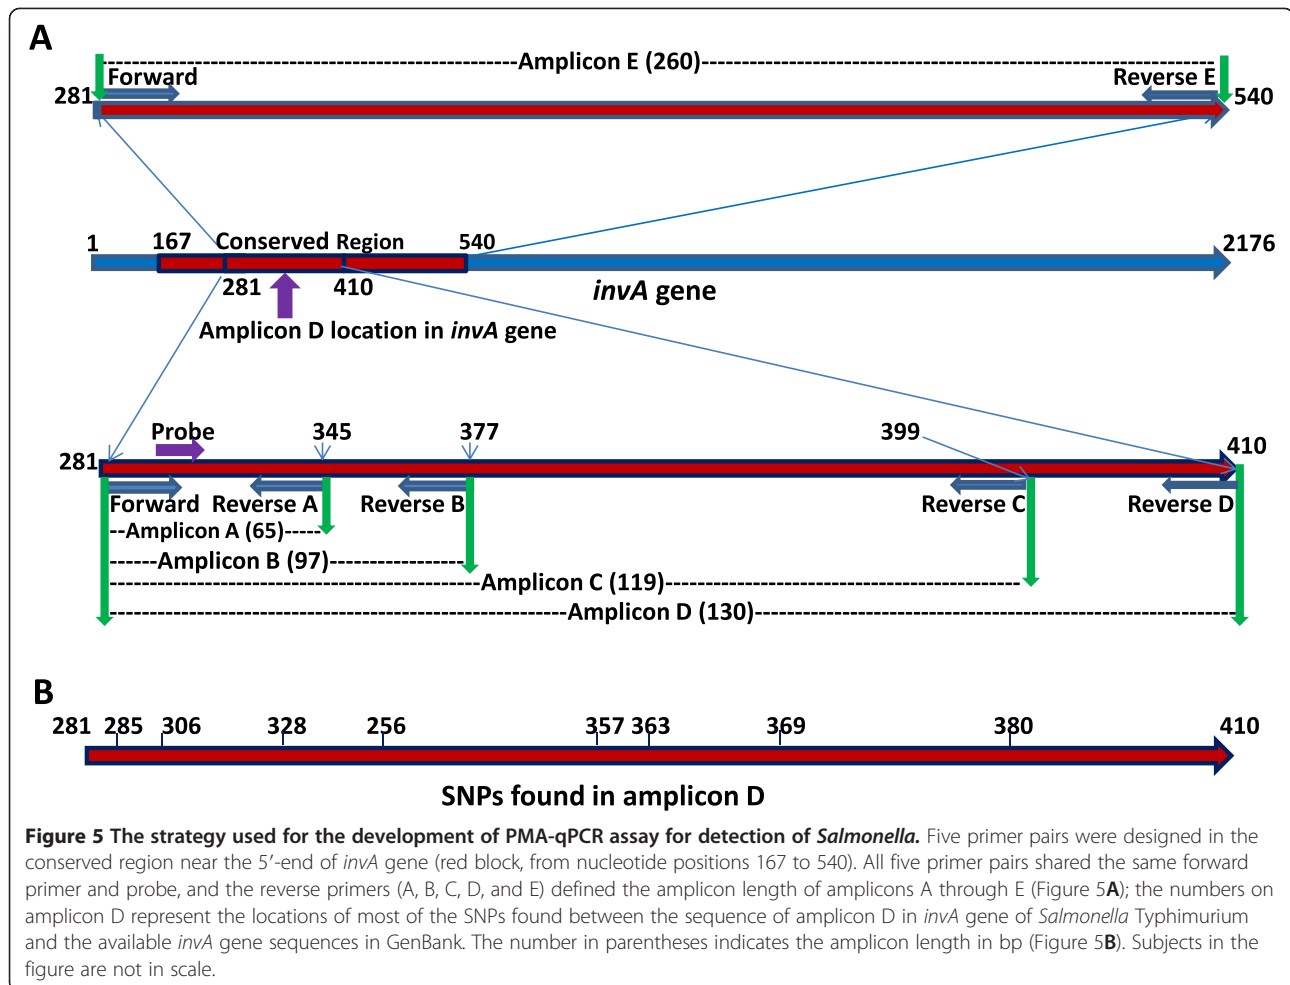 A
Amplicon E (260)
Forward
Reverse E
281
540
1
167
Conserved Region
540
2176
281
410
invA gene
Amplicon D location in invA gene
Probe
345
377
399
410
281
Forward
Reverse A
Reverse B
Reverse C
Reverse D
Amplicon A (65)
Amplicon B (97)
Amplicon C (119)
Amplicon D (130)
B
281 285 306 328 256 357 363 369 380 410
SNPs found in amplicon D
Figure 5 The strategy used for the development of PMA-qPCR assay for detection of Salmonella. Five primer pairs were designed in the
conserved region near the 5′-end of invA gene (red block, from nucleotide positions 167 to 540). All five primer pairs shared the same forward
primer and probe, and the reverse primers (A, B, C, D, and E) defined the amplicon length of amplicons A through E (Figure 5A); the numbers on
amplicon D represent the locations of most of the SNPs found between the sequence of amplicon D in invA gene of Salmonella Typhimurium
and the available invA gene sequences in GenBank. The number in parentheses indicates the amplicon length in bp (Figure 5B). Subjects in the
figure are not in scale.